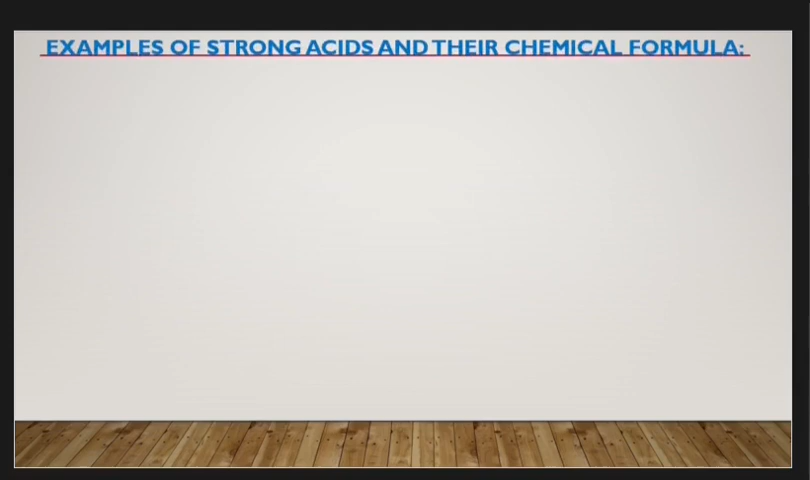 EXAMPLES OF STRONG ACIDS AND THEIR CHEMICAL FORMULA: